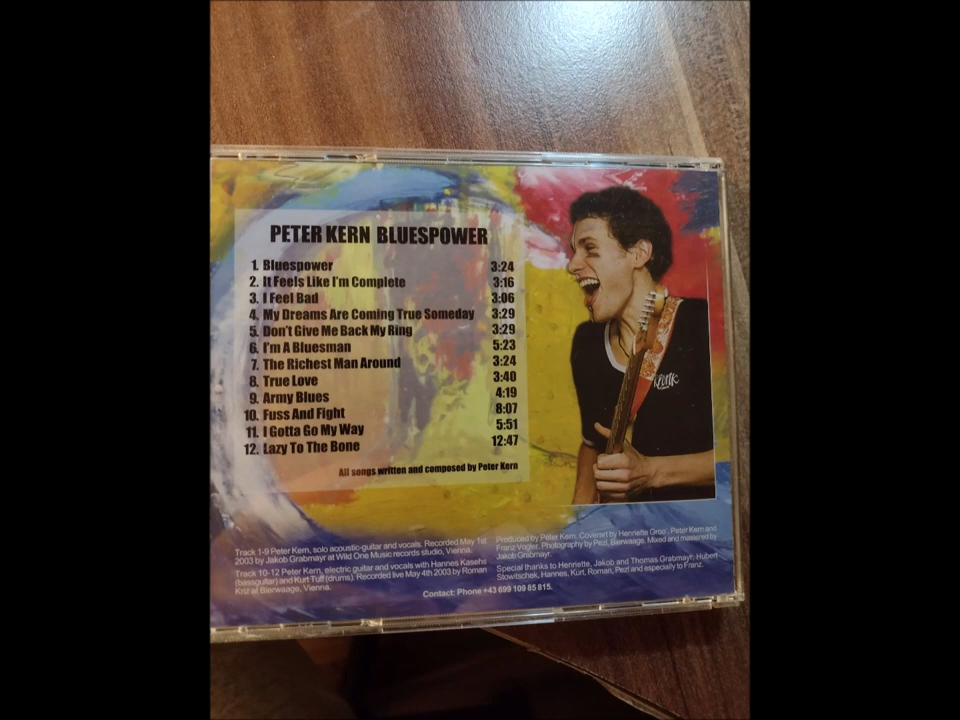 PETER KERN BLUESPOWER
1. Bluespower 3:24
2. It Feels Like I'm Complete 3:16
3. I Feel Bad 3:06
4. My Dreams Are Coming True Someday 3:29
5. Don't Give Me Back My Ring 3:29
6. I'm A Bluesman 5:23
7. The Richest Man Around 3:24
8. True Love 3:40
9. Army Blues 4:19
10. Fuss And Fight 8:07
11. I Gotta Go My Way 5:51
12. Lazy To The Bone 12:47
All songs written and composed by Peter Kern
Track 1-9 Peter Kern, solo acoustic-guitar and vocals. Recorded May 1st
2003 by Jakob Grabmayr at Wild One Music records studio, Vienna.
Track 10-12 Peter Kern, electric guitar and vocals with Hannes Kasehs
(bassguitar) and Kurt Tuff (drums). Recorded live May 4th 2003 by Roman
Kriz at Bierwaage, Vienna.
Produced by Peter Kern. Coverart by Henriette Peter Kern and
Franz Vogler. Photography by Pezi, Bierwaage. Mixed and mastered by
Jakob Grabmayr.
Special thanks to Henriette, Jakob and Thomas Grabmayr, Hubert
Slowitschek, Hannes, Kurt, Roman, Pezi and especially to Franz.
Contact: Phone +43 699 109 85 815.